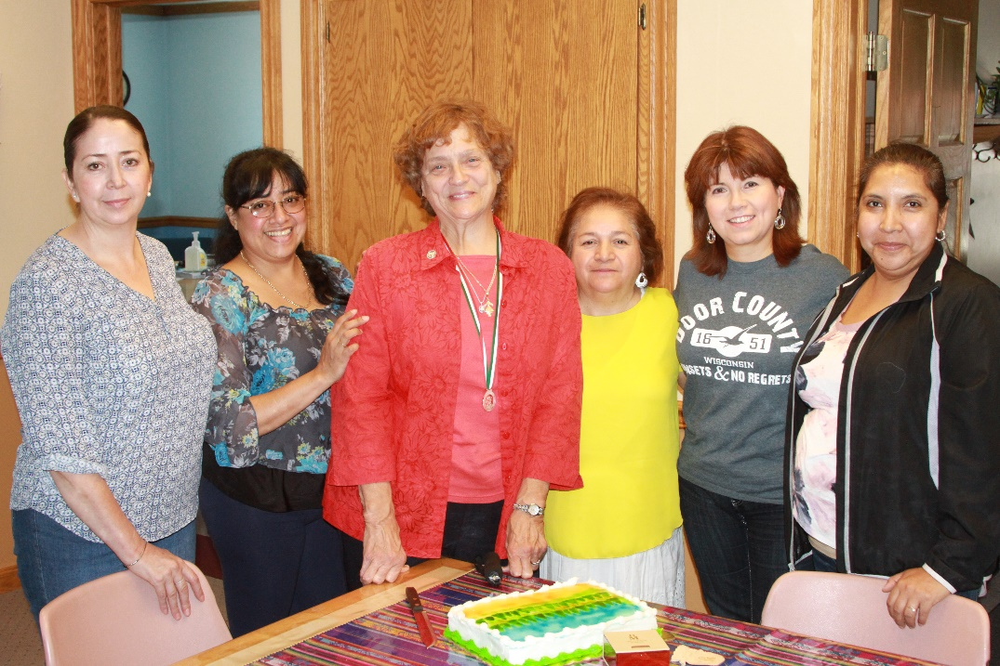 DOOR COUNTY
16 51
WISCONSIN
& NO REGRETS